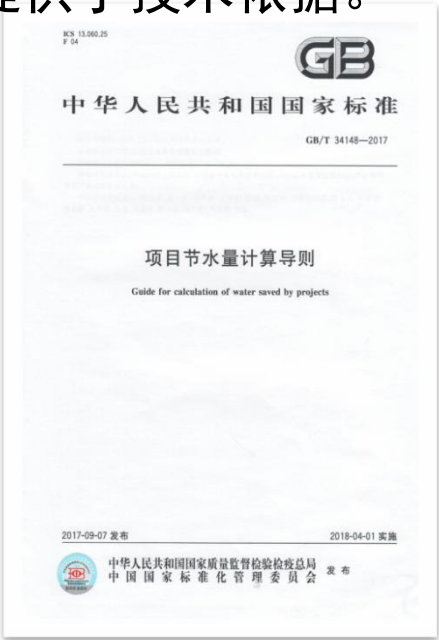 提供了技术依据。
ICS 13.060.25
F 04
GB
中华人民共和国国家标准
GB/T 34148—2017
项目节水量计算导则
Guide for calculation of water saved by projects
2017-09-07 发布
2018-04-01 实施
中华人民共和国国家质量监督检验检疫总局
中国国家标准化管理委员会
发布